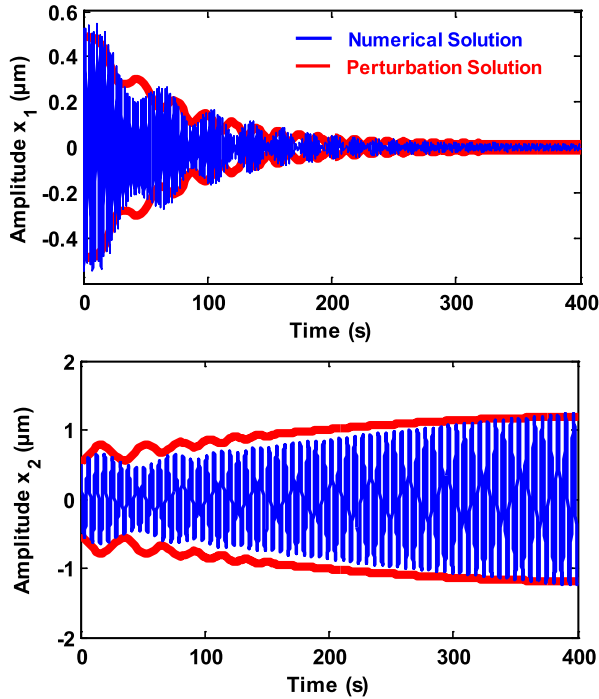 0.6
0.4
0.2
0
-0.2
-0.4
Amplitude x1 (µm)
Numerical Solution
Perturbation Solution
0 100 200 300 400
Time (s)
2
1
0
-1
-2
Amplitude x2 (µm)
0 100 200 300 400
Time (s)